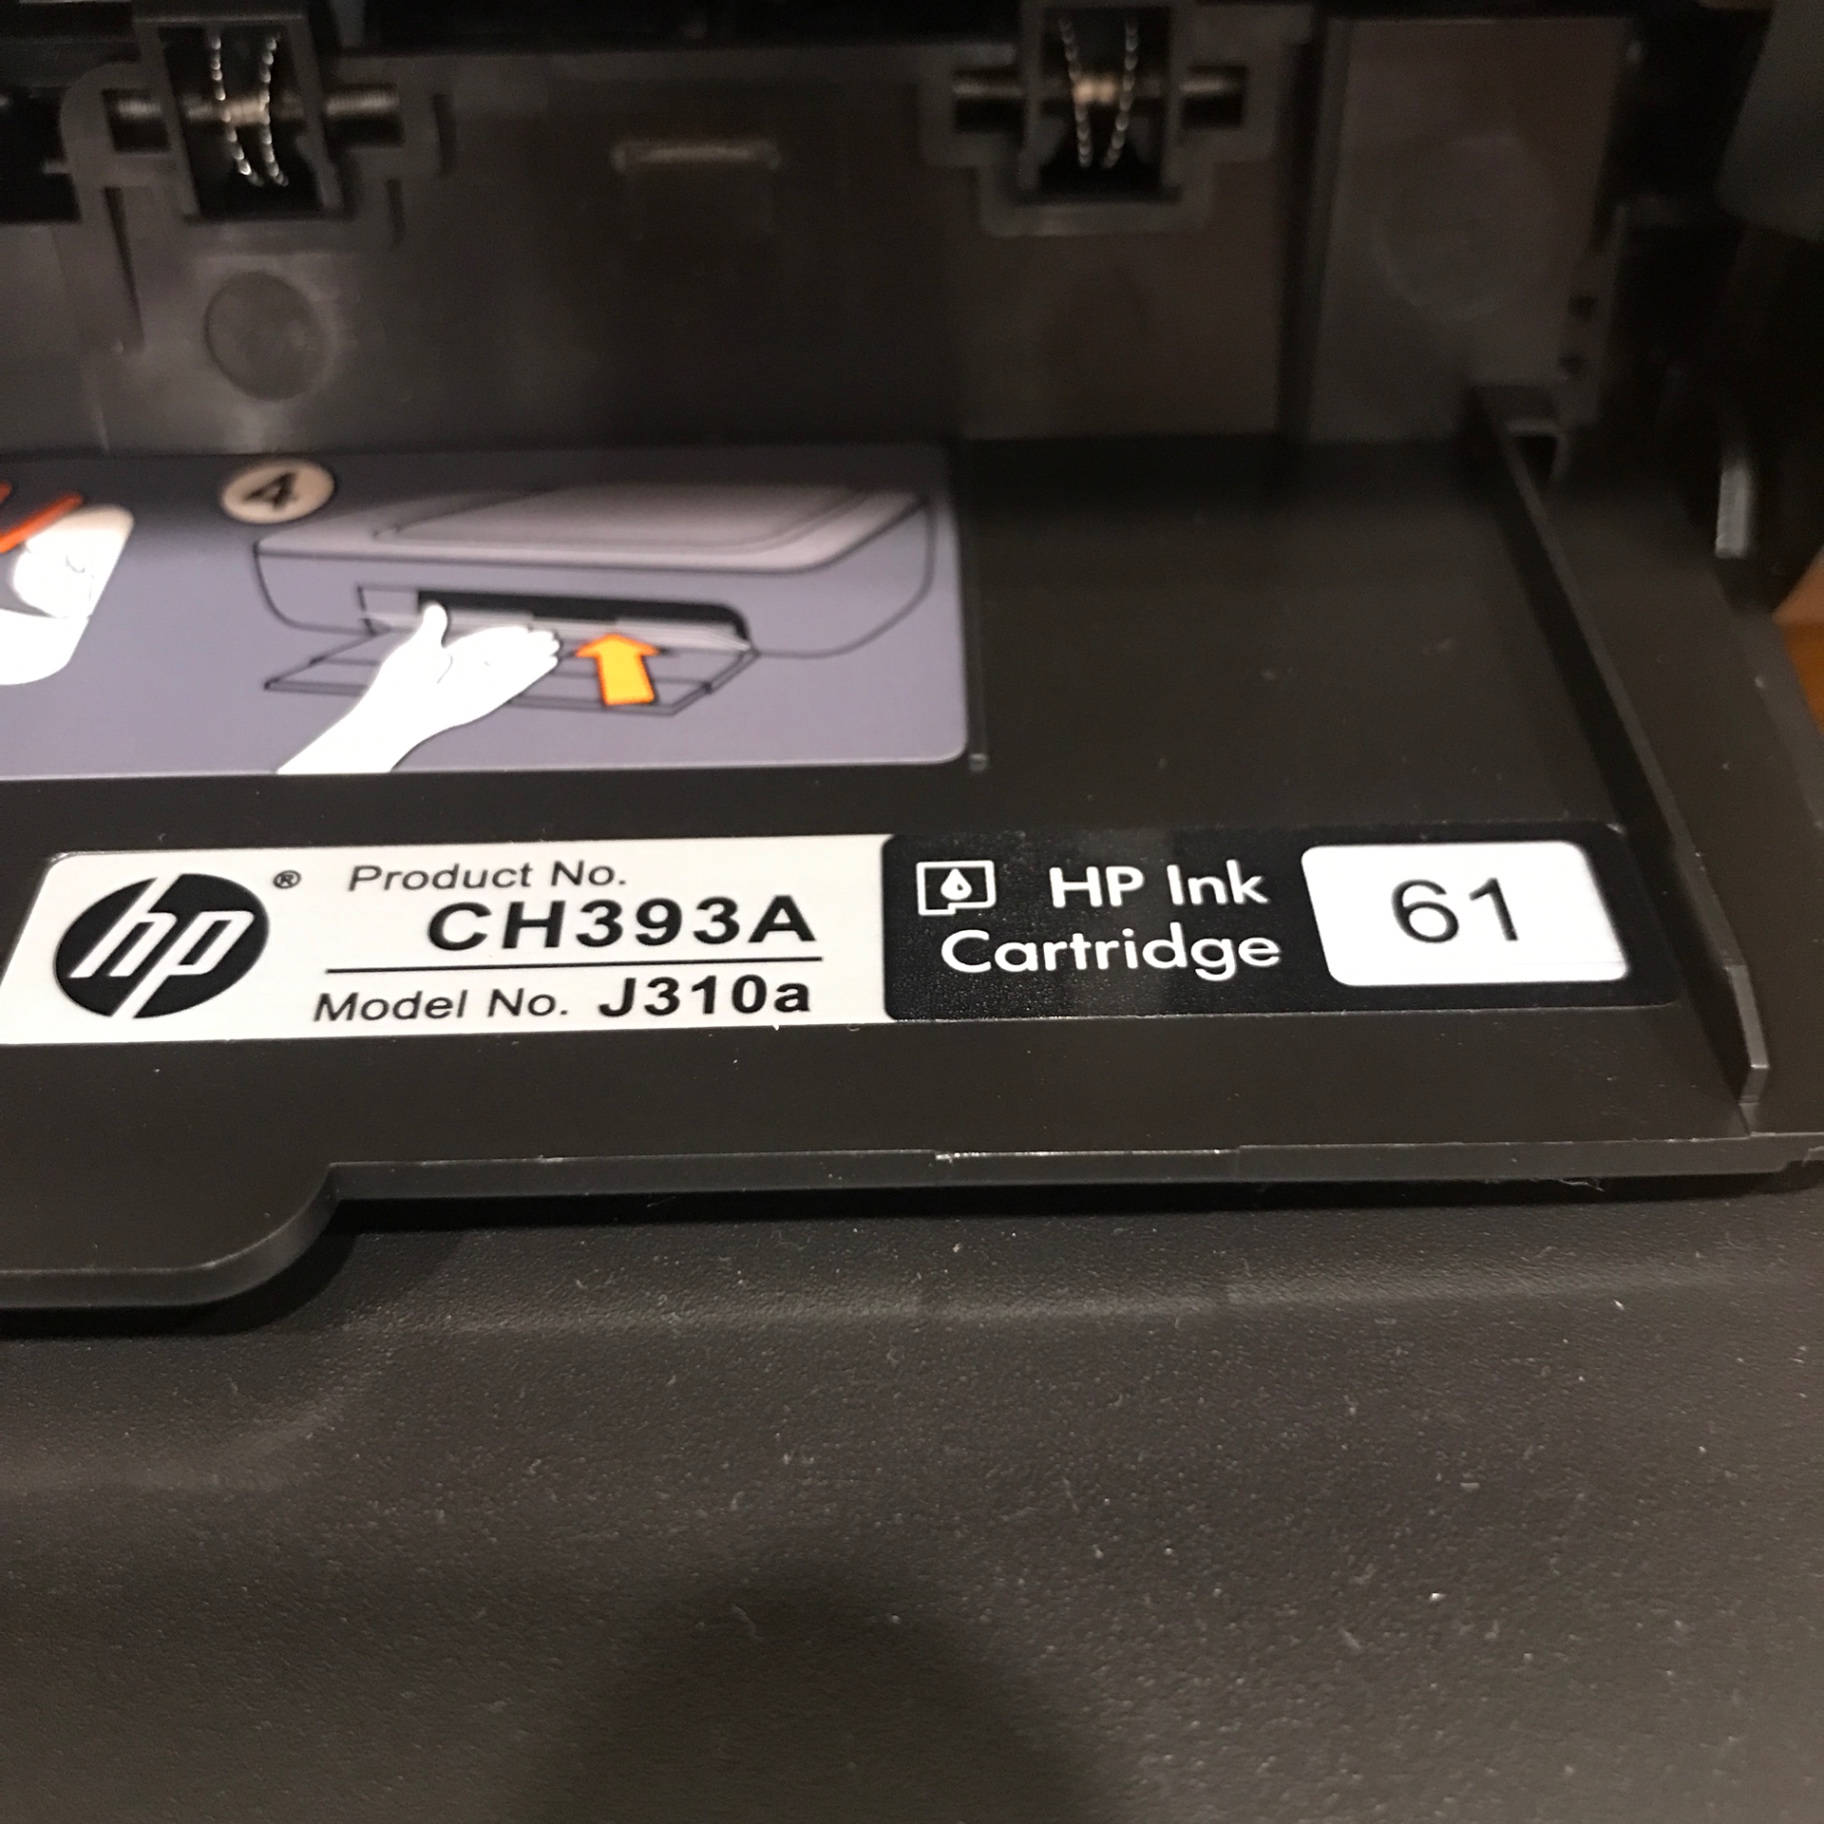 4
hp ® Product No.
CH393A
Model No. J310a
HP Ink
Cartridge
61